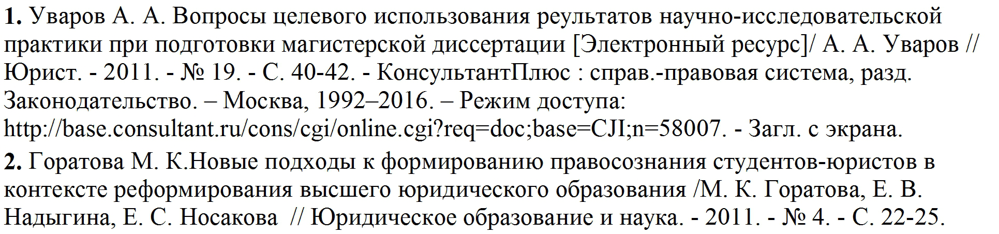 1. Уваров А. А. Вопросы целевого использования реультатов научно-исследовательской
практики при подготовки магистерской диссертации [Электронный ресурс]/ А. А. Уваров //
Юрист. - 2011. - № 19. - С. 40-42. - КонсультантПлюс : справ.-правовая система, разд.
Законодательство. – Москва, 1992–2016. – Режим доступа:
http://base.consultant.ru/cons/cgi/online.cgi?req=doc;base=CJI;n=58007. - Загл. с экрана.
2. Горатова М. К.Новые подходы к формированию правосознания студентов-юристов в
контексте реформирования высшего юридического образования /М. К. Горатова, Е. В.
Надыгина, Е. С. Носакова  // Юридическое образование и наука. - 2011. - № 4. - С. 22-25.